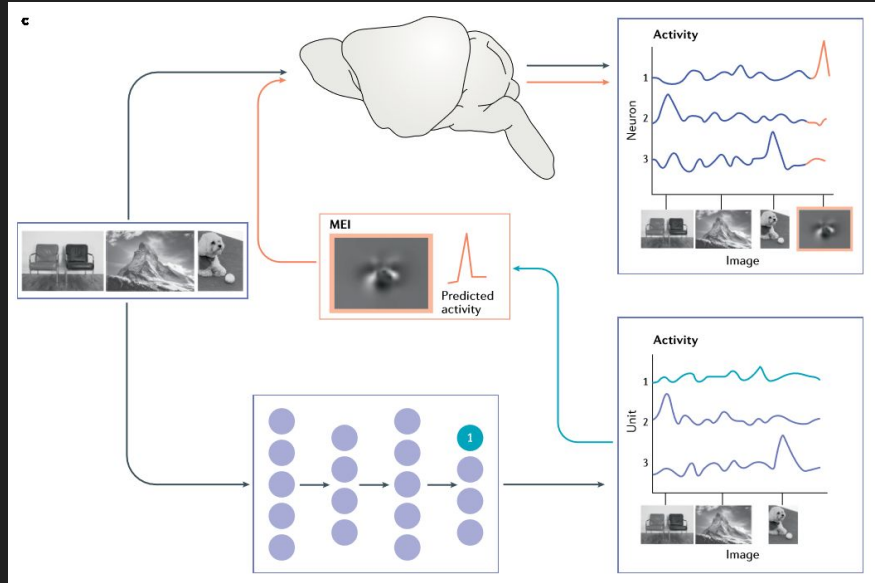 c
Activity
Neuron
1
2
3
Image
MEI
Predicted
activity
1
Activity
Unit
1
2
3
Image